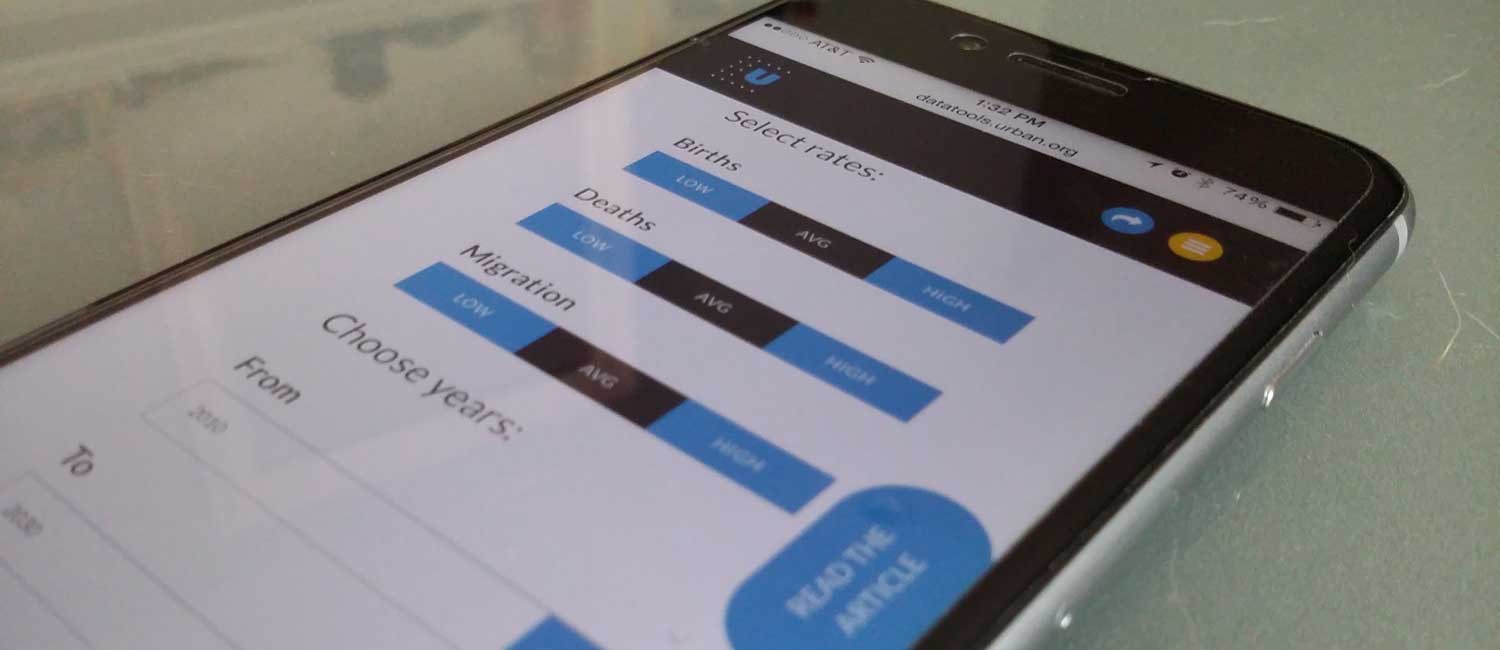 AT&T
1:32 PM
74%
datatools.urban.org
U
Select rates:
Births
LOW AVG HIGH
Deaths
LOW AVG HIGH
Migration
LOW AVG HIGH
Choose years:
From
2010
To
2030
READ THE
ARTICLE